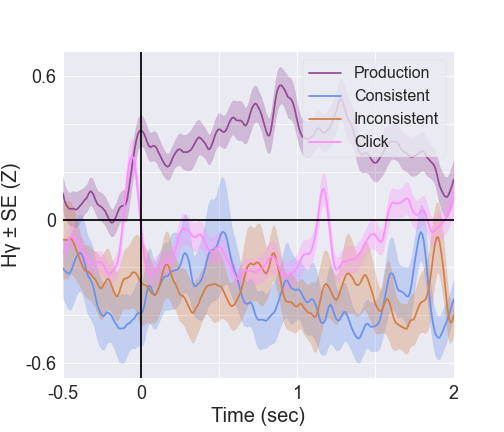 Production
Consistent
Inconsistent
Click
0.6
0
-0.6
Hγ ± SE (Z)
-0.5
0
1
2
Time (sec)